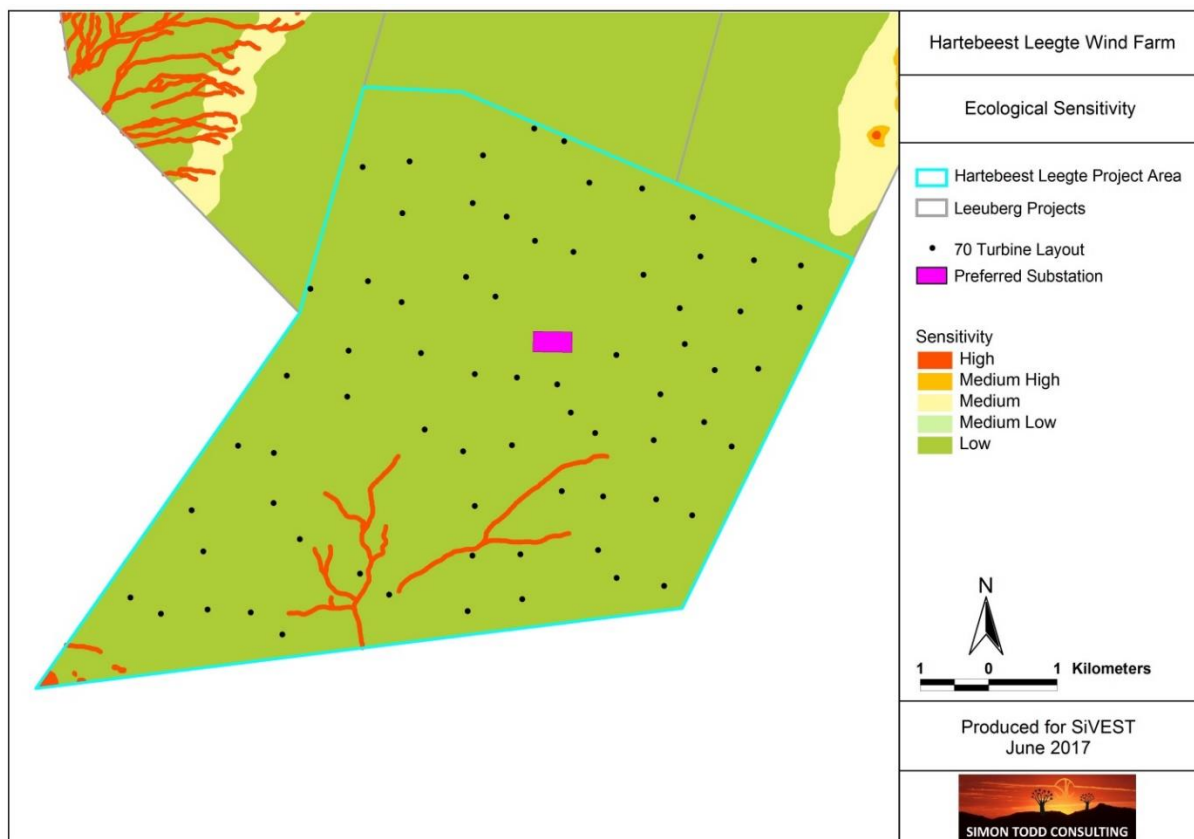 Hartebeest Leegte Wind Farm
Ecological Sensitivity
Hartebeest Leegte Project Area
Leeuberg Projects
70 Turbine Layout
Preferred Substation
Sensitivity
High
Medium High
Medium
Medium Low
Low
N
1 0 1 Kilometers
Produced for SiVEST
June 2017
SIMON TODD CONSULTING